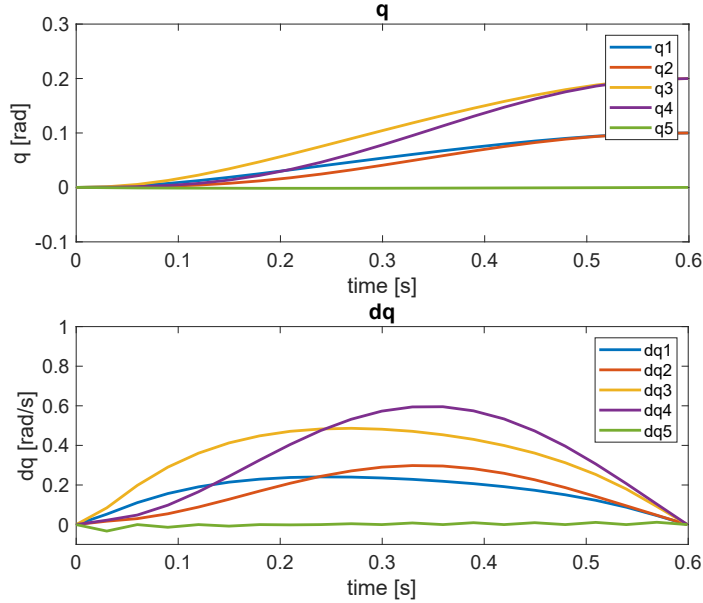 q
0.3
0.2
0.1
0
-0.1
q [rad]
q1
q2
q3
q4
q5
0 0.1 0.2 0.3 0.4 0.5 0.6
time [s]
dq
1
0.8
0.6
0.4
0.2
0
dq [rad/s]
dq1
dq2
dq3
dq4
dq5
0 0.1 0.2 0.3 0.4 0.5 0.6
time [s]